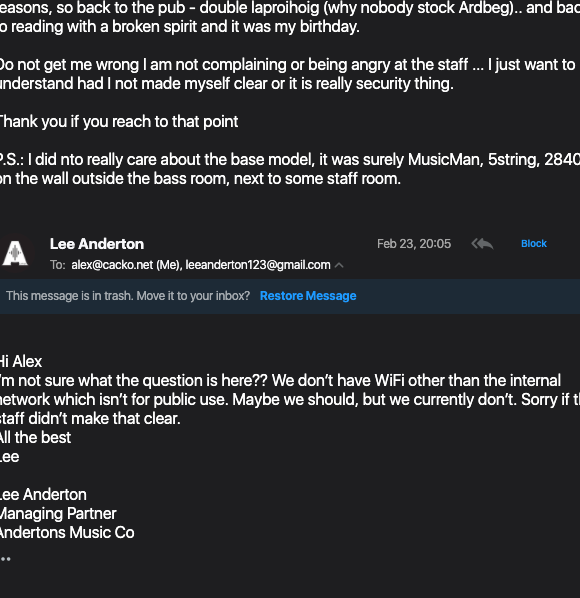 easons, so back to the pub - double laproihoig (why nobody stock Ardbeg).. and bac
o reading with a broken spirit and it was my birthday.
Do not get me wrong I am not complaining or being angry at the staff ... I just want to
understand had I not made myself clear or it is really security thing.
Thank you if you reach to that point
P.S.: I did nto really care about the base model, it was surely MusicMan, 5string, 2840
on the wall outside the bass room, next to some staff room.
Lee Anderton Feb 23, 20:05 Block
To: alex@cacko.net (Me), leeanderton123@gmail.com
This message is in trash. Move it to your inbox? Restore Message
Hi Alex
I'm not sure what the question is here?? We don't have WiFi other than the internal
network which isn't for public use. Maybe we should, but we currently don't. Sorry if th
staff didn't make that clear.
All the best
Lee
Lee Anderton
Managing Partner
Andertons Music Co